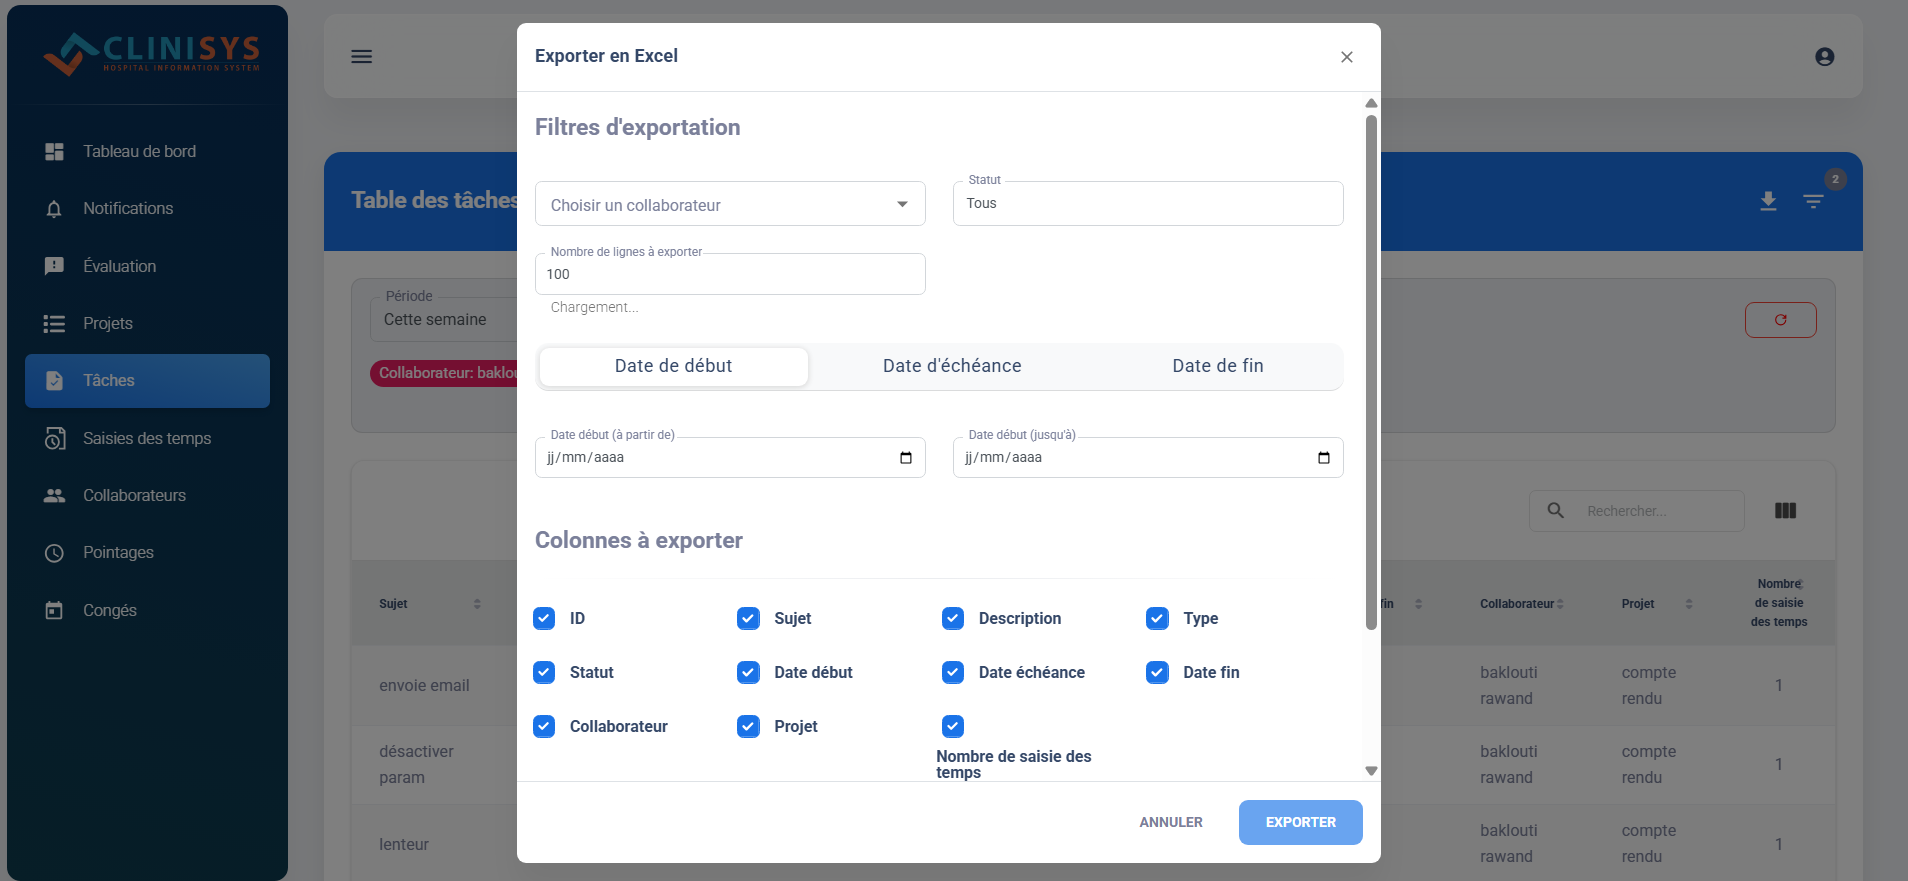 CLINISYS
HOSPITAL INFORMATION SYSTEM
Tableau de bord
Notifications
Évaluation
Projets
Tâches
Saisies des temps
Collaborateurs
Pointages
Congés
Table des tâches
2
Période
Cette semaine
Collaborateur: baklou
Rechercher...
Sujet
fin
Collaborateur
Projet
Nombre
de saisie
des temps
envoie email
baklouti
rawand
compte
rendu
1
désactiver
param
baklouti
rawand
compte
rendu
1
lenteur
baklouti
rawand
compte
rendu
1
Exporter en Excel
Filtres d'exportation
Choisir un collaborateur
Statut
Tous
Nombre de lignes à exporter
100
Chargement...
Date de début
Date d'échéance
Date de fin
Date début (à partir de)
jj/mm/aaaa
Date début (jusqu'à)
jj/mm/aaaa
Colonnes à exporter
ID
Sujet
Description
Type
Statut
Date début
Date échéance
Date fin
Collaborateur
Projet
Nombre de saisie des
temps
ANNULER
EXPORTER